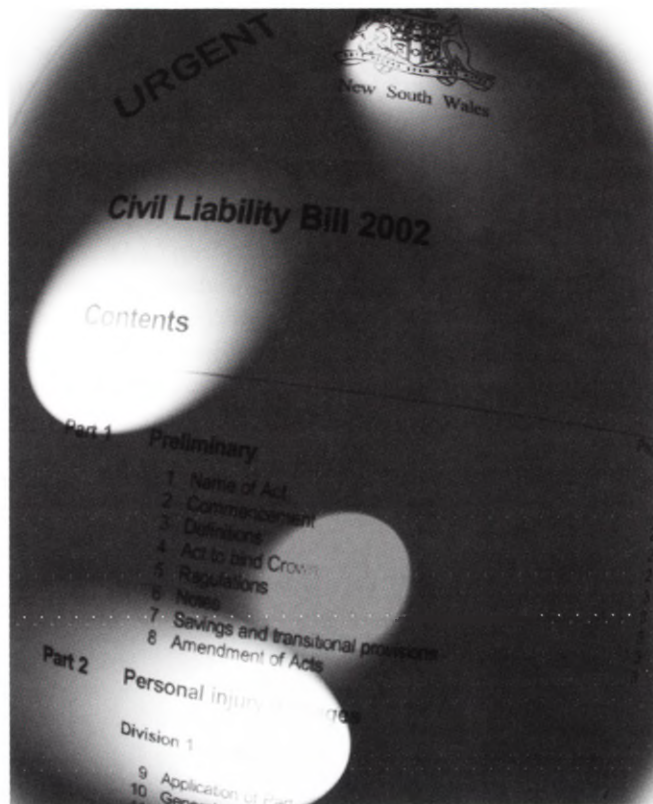 URGENT
New South Wales
Civil Liability Bill 2002
Contents
Part 1 Preliminary
1 Name of Act
2 Commencement
3 Definitions
4 Act to bind Crown
5 Regulations
6 Notes
7 Savings and transitional provisions
8 Amendment of Acts
Part 2 Personal injury damages
Division 1
9 Application of Part
10